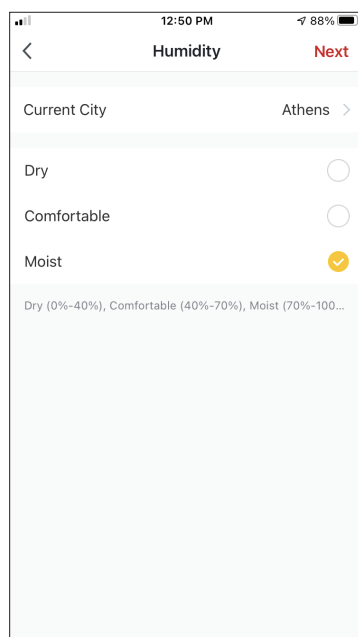 12:50 PM 88%
Humidity Next
Current City Athens
Dry
Comfortable
Moist
Dry (0%-40%), Comfortable (40%-70%), Moist (70%-100...